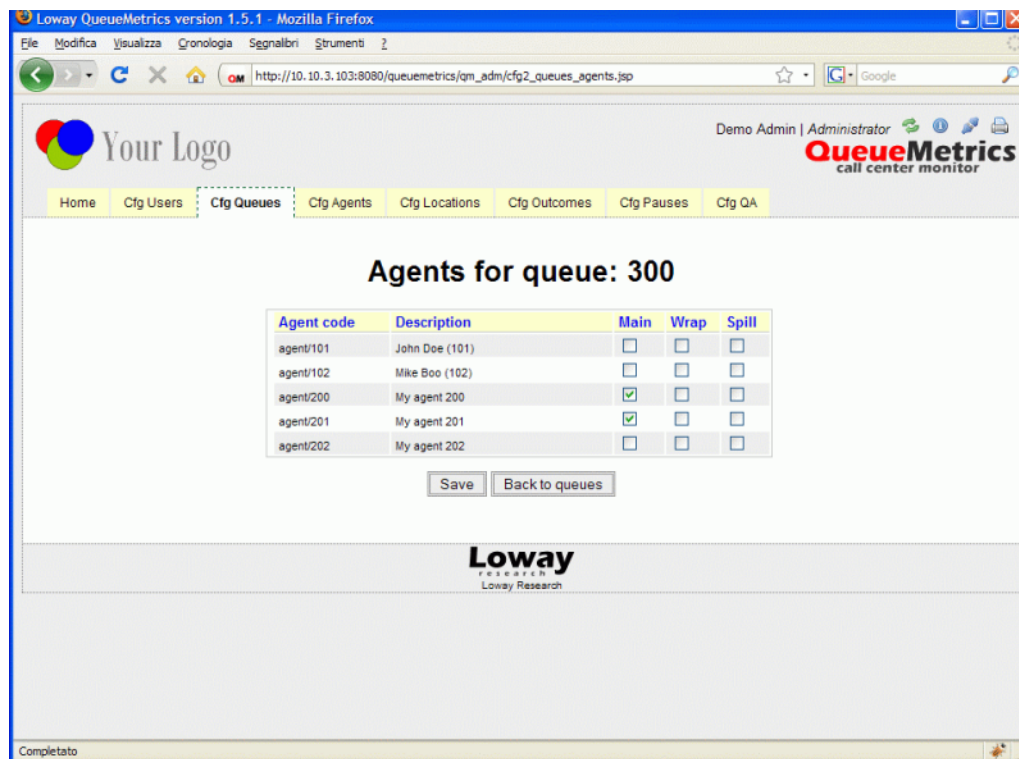 Loway QueueMetrics version 1.5.1 - Mozilla Firefox
File Modifica Visualizza Cronologia Segnalibri Strumenti ?
QM http://10.10.3.103:8080/queuemetrics/qm_adm/cfg2_queues_agents.jsp G Google
Your Logo
Demo Admin | Administrator
QueueMetrics
call center monitor
Home Cfg Users Cfg Queues Cfg Agents Cfg Locations Cfg Outcomes Cfg Pauses Cfg QA
Agents for queue: 300
Agent code Description Main Wrap Spill
agent/101 John Doe (101)
agent/102 Mike Boo (102)
agent/200 My agent 200
agent/201 My agent 201
agent/202 My agent 202
Save Back to queues
Loway
research
Loway Research
Completato